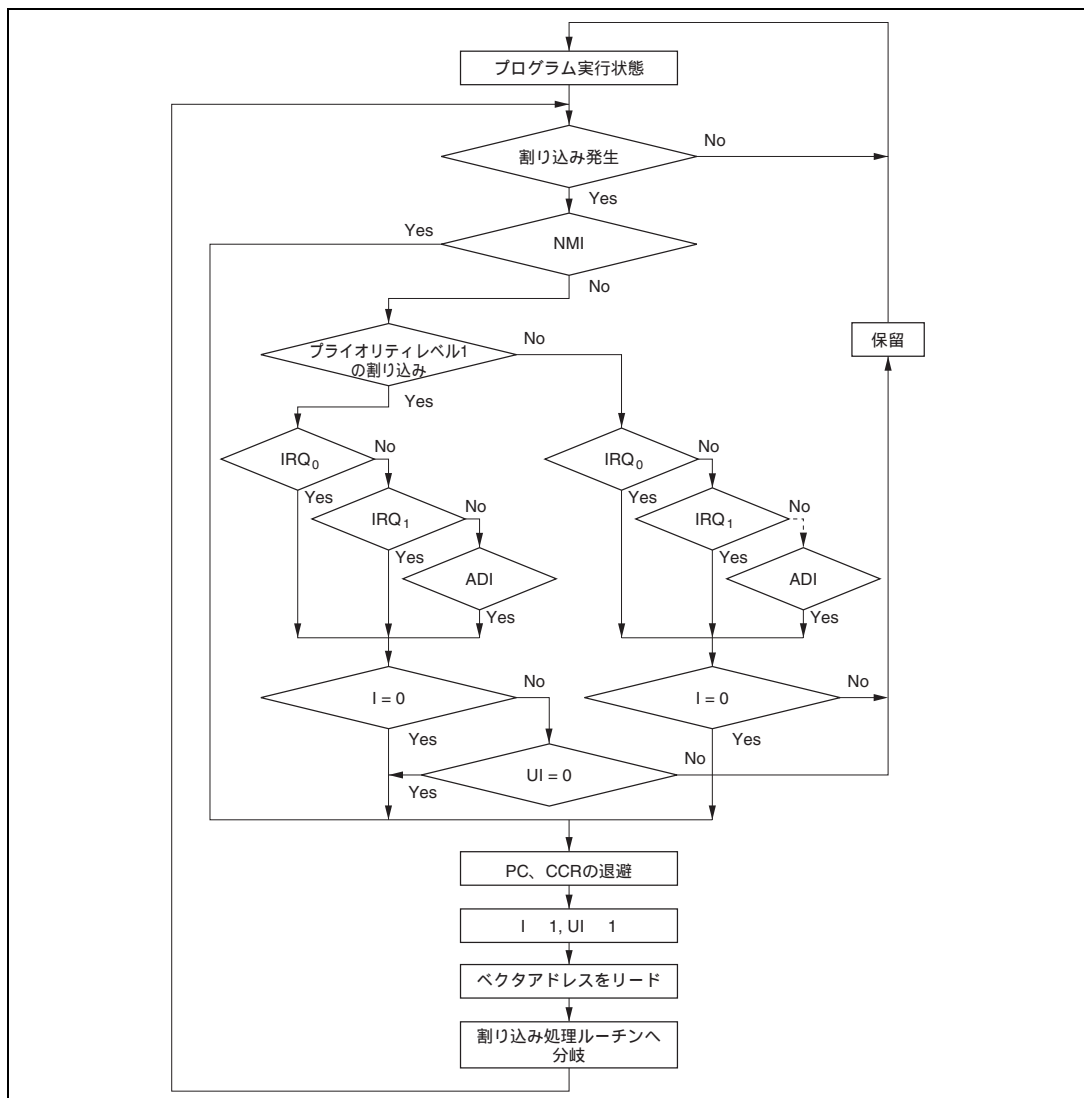 プログラム実行状態
割り込み発生
No
Yes
Yes
NMI
No
プライオリティレベル1
の割り込み
No
保留
Yes
IRQ0
No
IRQ0
No
Yes
IRQ1
No
Yes
IRQ1
No
Yes
ADI
Yes
ADI
Yes
Yes
I = 0
No
I = 0
No
Yes
Yes
UI = 0
No
Yes
PC、CCRの退避
I 1, UI 1
ベクタアドレスをリード
割り込み処理ルーチンへ
分岐